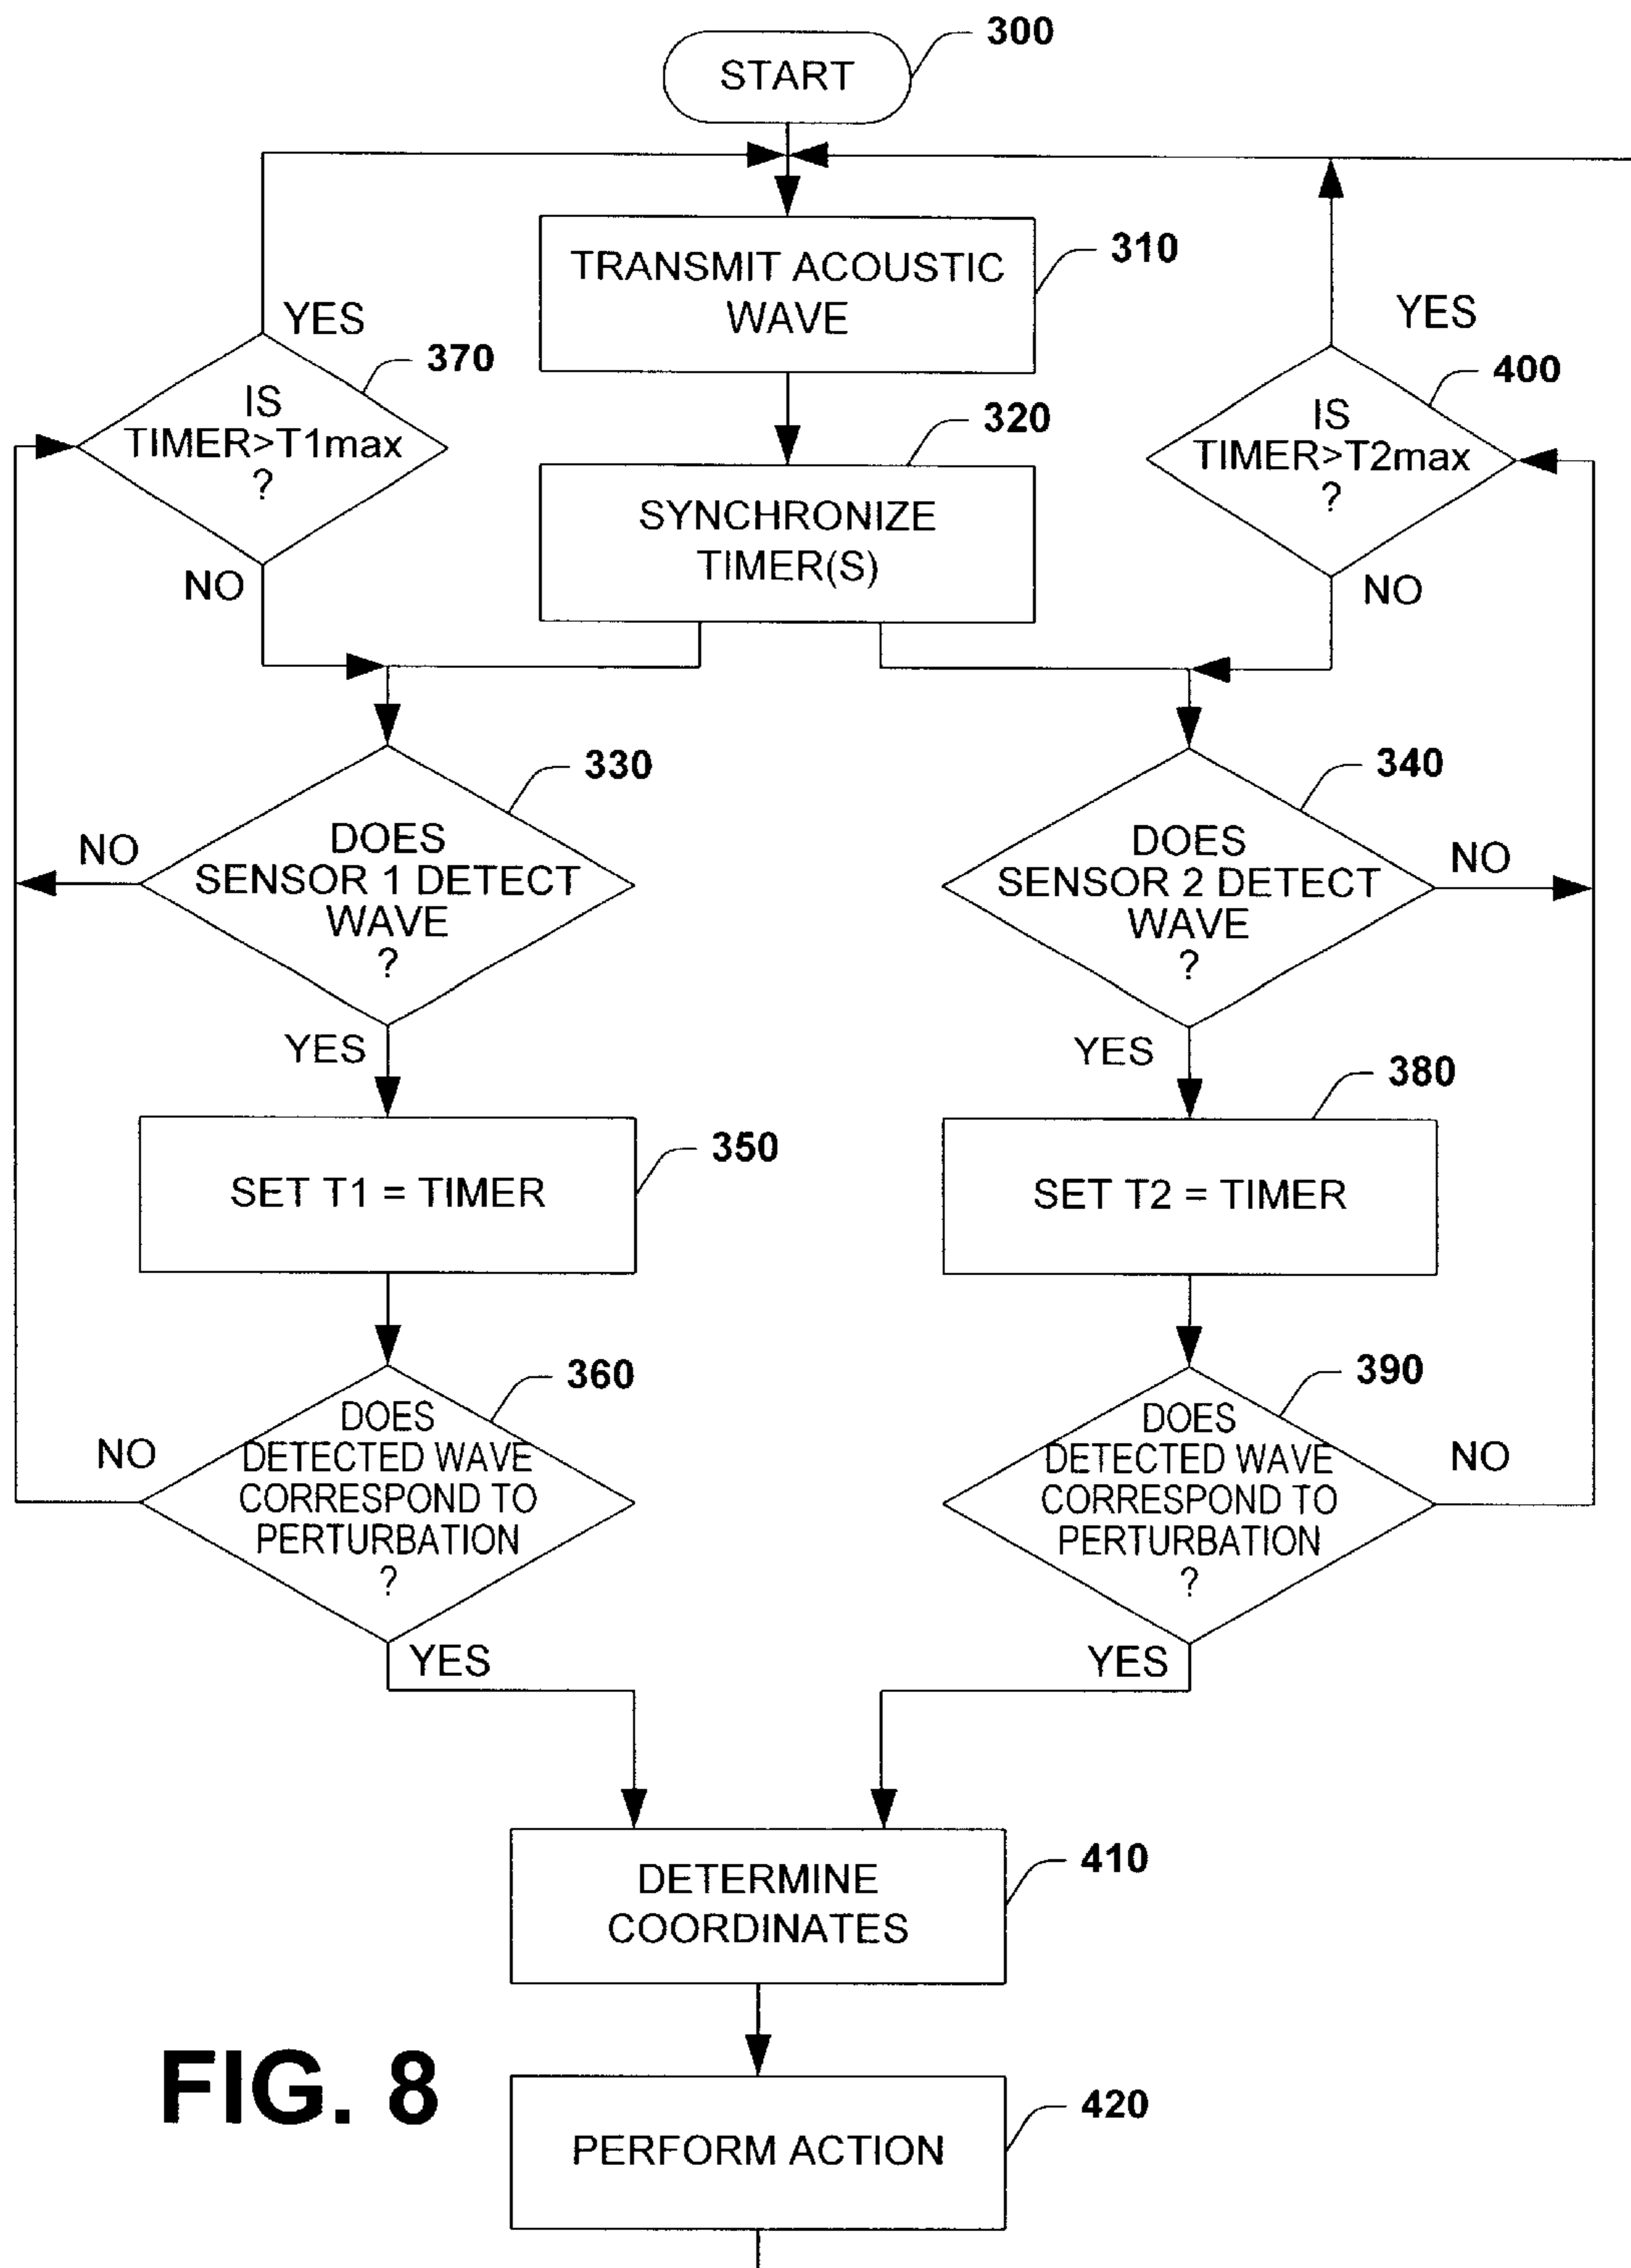 START
300
TRANSMIT ACOUSTIC
WAVE
310
YES
370
IS
TIMER>T1max
?
NO
320
SYNCHRONIZE
TIMER(S)
YES
400
IS
TIMER>T2max
?
NO
330
DOES
SENSOR 1 DETECT
WAVE
?
NO
YES
340
DOES
SENSOR 2 DETECT
WAVE
?
NO
YES
350
SET T1 = TIMER
380
SET T2 = TIMER
360
DOES
DETECTED WAVE
CORRESPOND TO
PERTURBATION
?
NO
YES
390
DOES
DETECTED WAVE
CORRESPOND TO
PERTURBATION
?
NO
YES
410
DETERMINE
COORDINATES
420
PERFORM ACTION
FIG. 8